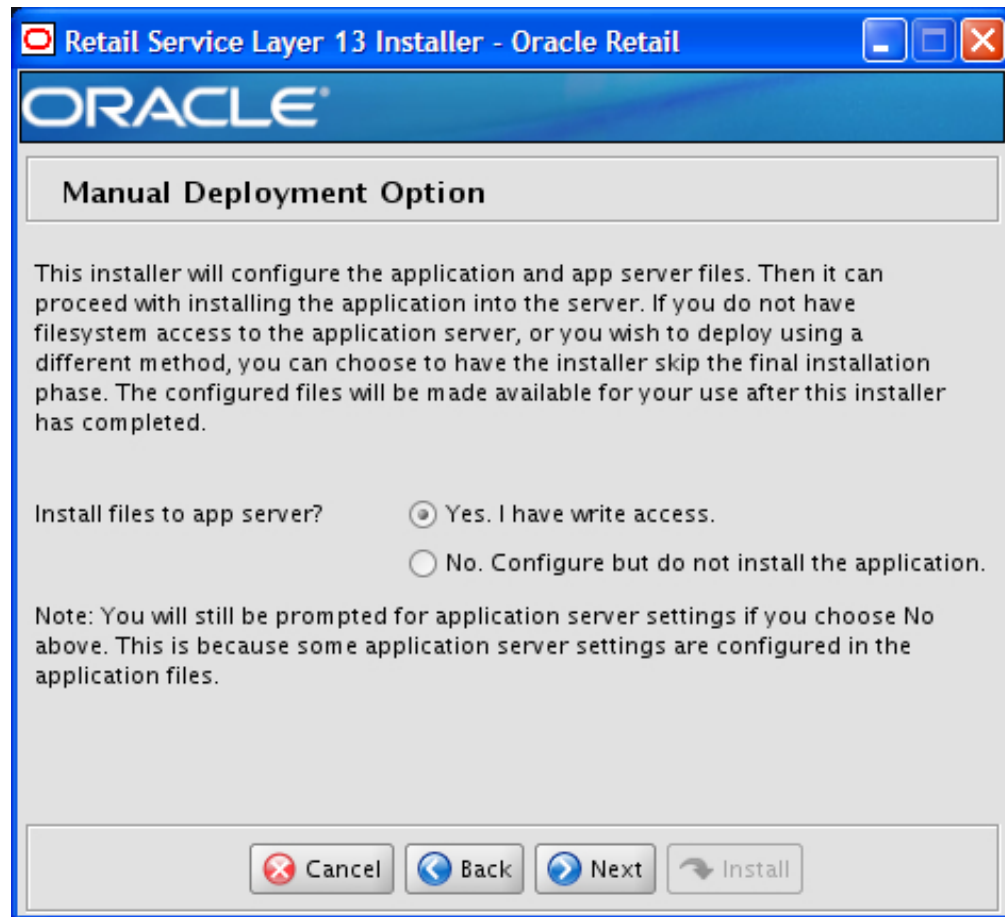 Retail Service Layer 13 Installer - Oracle Retail
ORACLE®
Manual Deployment Option
This installer will configure the application and app server files. Then it can
proceed with installing the application into the server. If you do not have
filesystem access to the application server, or you wish to deploy using a
different method, you can choose to have the installer skip the final installation
phase. The configured files will be made available for your use after this installer
has completed.
Install files to app server? Yes. I have write access.
No. Configure but do not install the application.
Note: You will still be prompted for application server settings if you choose No
above. This is because some application server settings are configured in the
application files.
Cancel Back Next Install